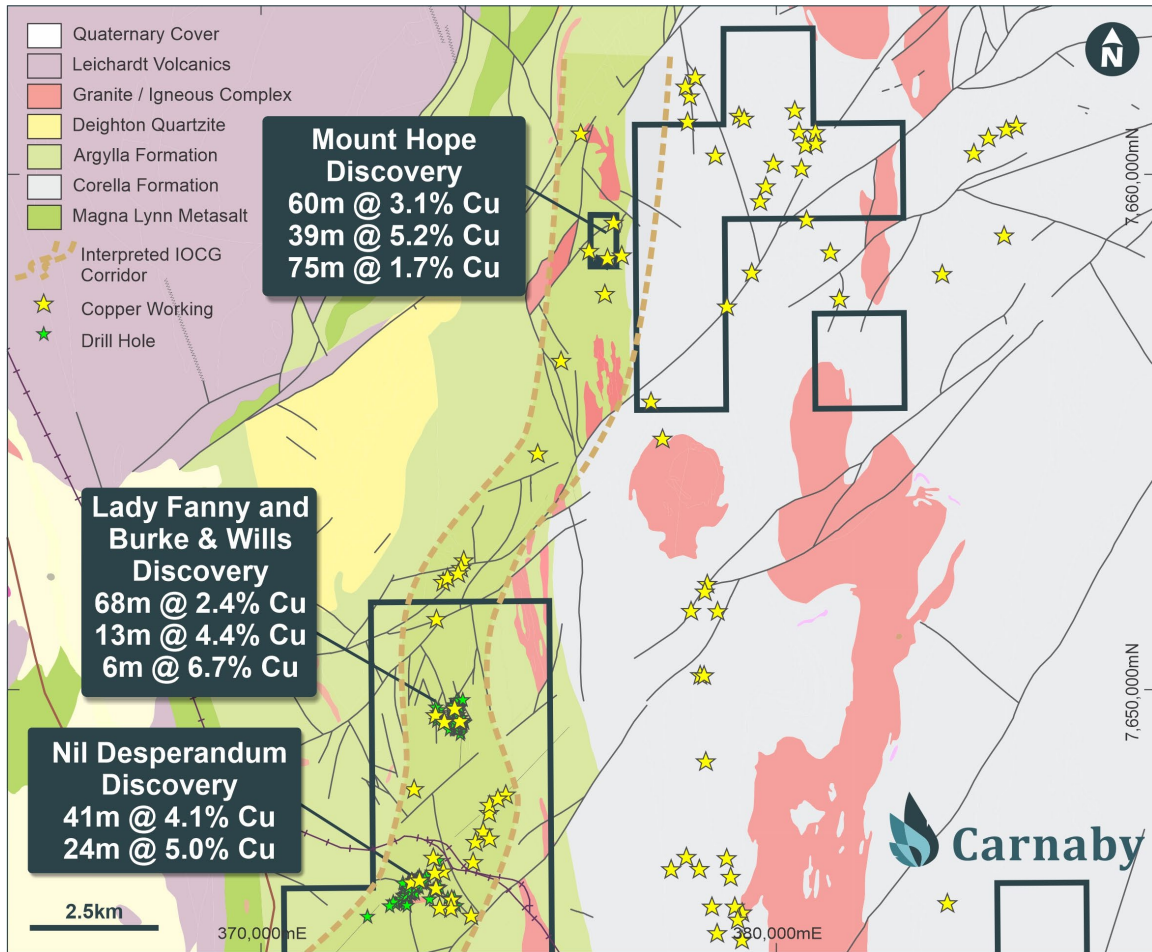 Quaternary Cover
Leichardt Volcanics
Granite / Igneous Complex
Deighton Quartzite
Argylla Formation
Corella Formation
Magna Lynn Metasalt
Interpreted IOCG
Corridor
Copper Working
Drill Hole
N
Mount Hope
Discovery
60m @ 3.1% Cu
39m @ 5.2% Cu
75m @ 1.7% Cu
7,660,000mN
Lady Fanny and
Burke & Wills
Discovery
68m @ 2.4% Cu
13m @ 4.4% Cu
6m @ 6.7% Cu
7,650,000mN
Nil Desperandum
Discovery
41m @ 4.1% Cu
24m @ 5.0% Cu
Carnaby
2.5km
370,000mE
380,000mE